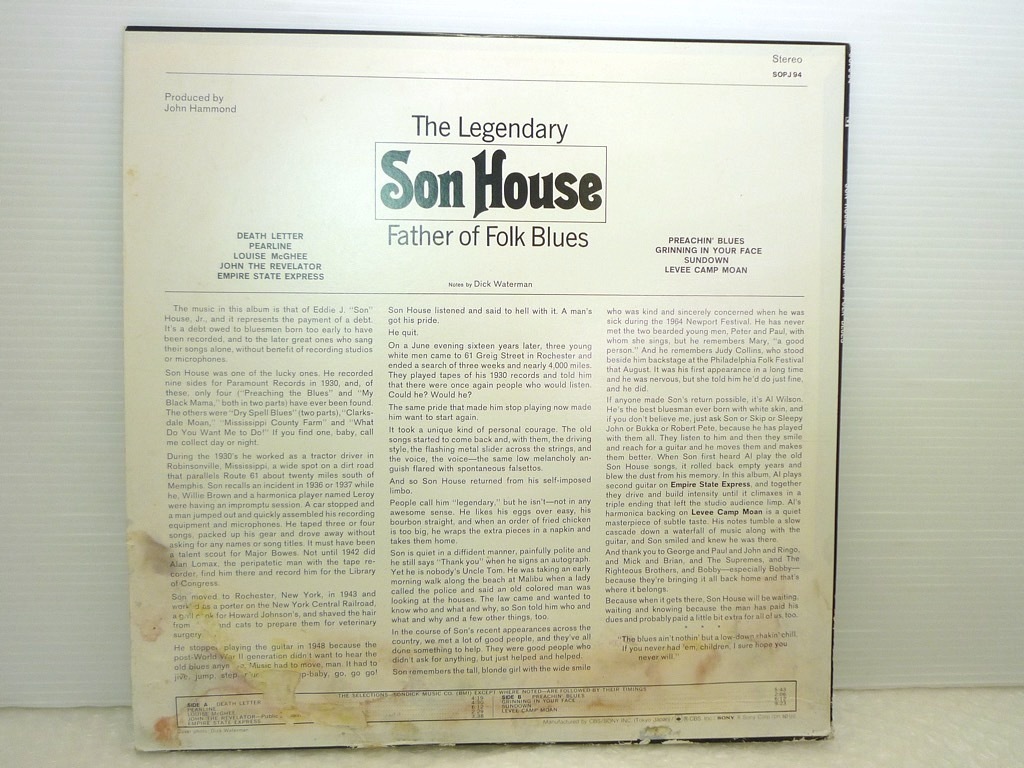 Stereo
SOPJ 94
Produced by
John Hammond
The Legendary
Son House
Father of Folk Blues
DEATH LETTER
PEARLINE
LOUISE McGHEE
JOHN THE REVELATOR
EMPIRE STATE EXPRESS
PREACHIN' BLUES
GRINNING IN YOUR FACE
SUNDOWN
LEVEE CAMP MOAN
Notes by Dick Waterman
The music in this album is that of Eddie J. "Son"
House, Jr., and it represents the payment of a debt.
It's a debt owed to bluesmen born too early to have
been recorded, and to the later great ones who sang
their songs alone, without benefit of recording studios
or microphones.
Son House was one of the lucky ones. He recorded
nine sides for Paramount Records in 1930, and, of
these, only four ("Preaching the Blues" and "My
Black Mama," both in two parts) have ever been found.
The others were "Dry Spell Blues" (two parts), "Clarks-
dale Moan," "Mississippi County Farm" and "What
Do You Want Me to Do!" If you find one, baby, call
me collect day or night.
During the 1930's he worked as a tractor driver in
Robinsonville, Mississippi, a wide spot on a dirt road
that parallels Route 61 about twenty miles south of
Memphis. Son recalls an incident in 1936 or 1937 while
he, Willie Brown and a harmonica player named Leroy
were having an impromptu session. A car stopped and
a man jumped out and quickly assembled his recording
equipment and microphones. He taped three or four
songs, packed up his gear and drove away without
asking for any names or song titles. It must have been
a talent scout for Major Bowes. Not until 1942 did
Alan Lomax, the peripatetic man with the tape re-
corder, find him there and record him for the Library
of Congress.
Son moved to Rochester, New York, in 1943 and
worked as a porter on the New York Central Railroad,
a for Howard Johnson's, and shaved the hair
from and cats to prepare them for veterinary
surgery.
He stopped playing the guitar in 1948 because the
post-World War II generation didn't want to hear the
old blues Music had to move, man. It had to
jive, jump, step p-baby, go, go, go!
Son House listened and said to hell with it. A man's
got his pride.
He quit.
On a June evening sixteen years later, three young
white men came to 61 Greig Street in Rochester and
ended a search of three weeks and nearly 4,000 miles.
They played tapes of his 1930 records and told him
that there were once again people who would listen.
Could he? Would he?
The same pride that made him stop playing now made
him want to start again.
It took a unique kind of personal courage. The old
songs started to come back and, with them, the driving
style, the flashing metal slider across the strings, and
the voice, the voice—the same low melancholy an-
guish flared with spontaneous falsettos.
And so Son House returned from his self-imposed
limbo.
People call him "legendary," but he isn't—not in any
awesome sense. He likes his eggs over easy, his
bourbon straight, and when an order of fried chicken
is too big, he wraps the extra pieces in a napkin and
takes them home.
Son is quiet in a diffident manner, painfully polite and
he still says "Thank you" when he signs an autograph.
Yet he is nobody's Uncle Tom. He was taking an early
morning walk along the beach at Malibu when a lady
called the police and said an old colored man was
looking at the houses. The law came and wanted to
know who and what and why, so Son told him who and
what and why and a few other things, too.
In the course of Son's recent appearances across the
country, we met a lot of good people, and they've all
done something to help. They were good people who
didn't ask for anything, but just helped and helped.
Son remembers the tall, blonde girl with the wide smile
who was kind and sincerely concerned when he was
sick during the 1964 Newport Festival. He has never
met the two bearded young men, Peter and Paul, with
whom she sings, but he remembers Mary, "a good
person." And he remembers Judy Collins, who stood
beside him backstage at the Philadelphia Folk Festival
that August. It was his first appearance in a long time
and he was nervous, but she told him he'd do just fine,
and he did.
If anyone made Son's return possible, it's Al Wilson.
He's the best bluesman ever born with white skin, and
if you don't believe me, just ask Son or Skip or Sleepy
John or Bukka or Robert Pete, because he has played
with them all. They listen to him and then they smile
and reach for a guitar and he moves them and makes
them better. When Son first heard Al play the old
Son House songs, it rolled back empty years and
blew the dust from his memory. In this album, Al plays
second guitar on Empire State Express, and together
they drive and build intensity until it climaxes in a
triple ending that left the studio audience limp. Al's
harmonica backing on Levee Camp Moan is a quiet
masterpiece of subtle taste. His notes tumble a slow
cascade down a waterfall of music along with the
guitar, and Son smiled and knew he was there.
And thank you to George and Paul and John and Ringo,
and Mick and Brian, and The Supremes, and The
Righteous Brothers, and Bobby—especially Bobby—
because they're bringing it all back home and that's
where it belongs.
Because when it gets there, Son House will be waiting,
waiting and knowing because the man has paid his
dues and probably paid a little bit extra for all of us, too.
"The blues ain't nothin' but a low-down shakin' chill.
If you never had 'em, children, I sure hope you
never will."
THE SELECTIONS—SONDICK MUSIC CO. (BMI) EXCEPT WHERE NOTED—ARE FOLLOWED BY THEIR TIMINGS
SIDE A DEATH LETTER
PEARLINE
LOUISE McGHEE
JOHN THE REVELATOR
EMPIRE STATE EXPRESS
SIDE B PREACHIN' BLUES
GRINNING IN YOUR FACE
SUNDOWN
LEVEE CAMP MOAN
Manufactured by CBS/SONY INC.